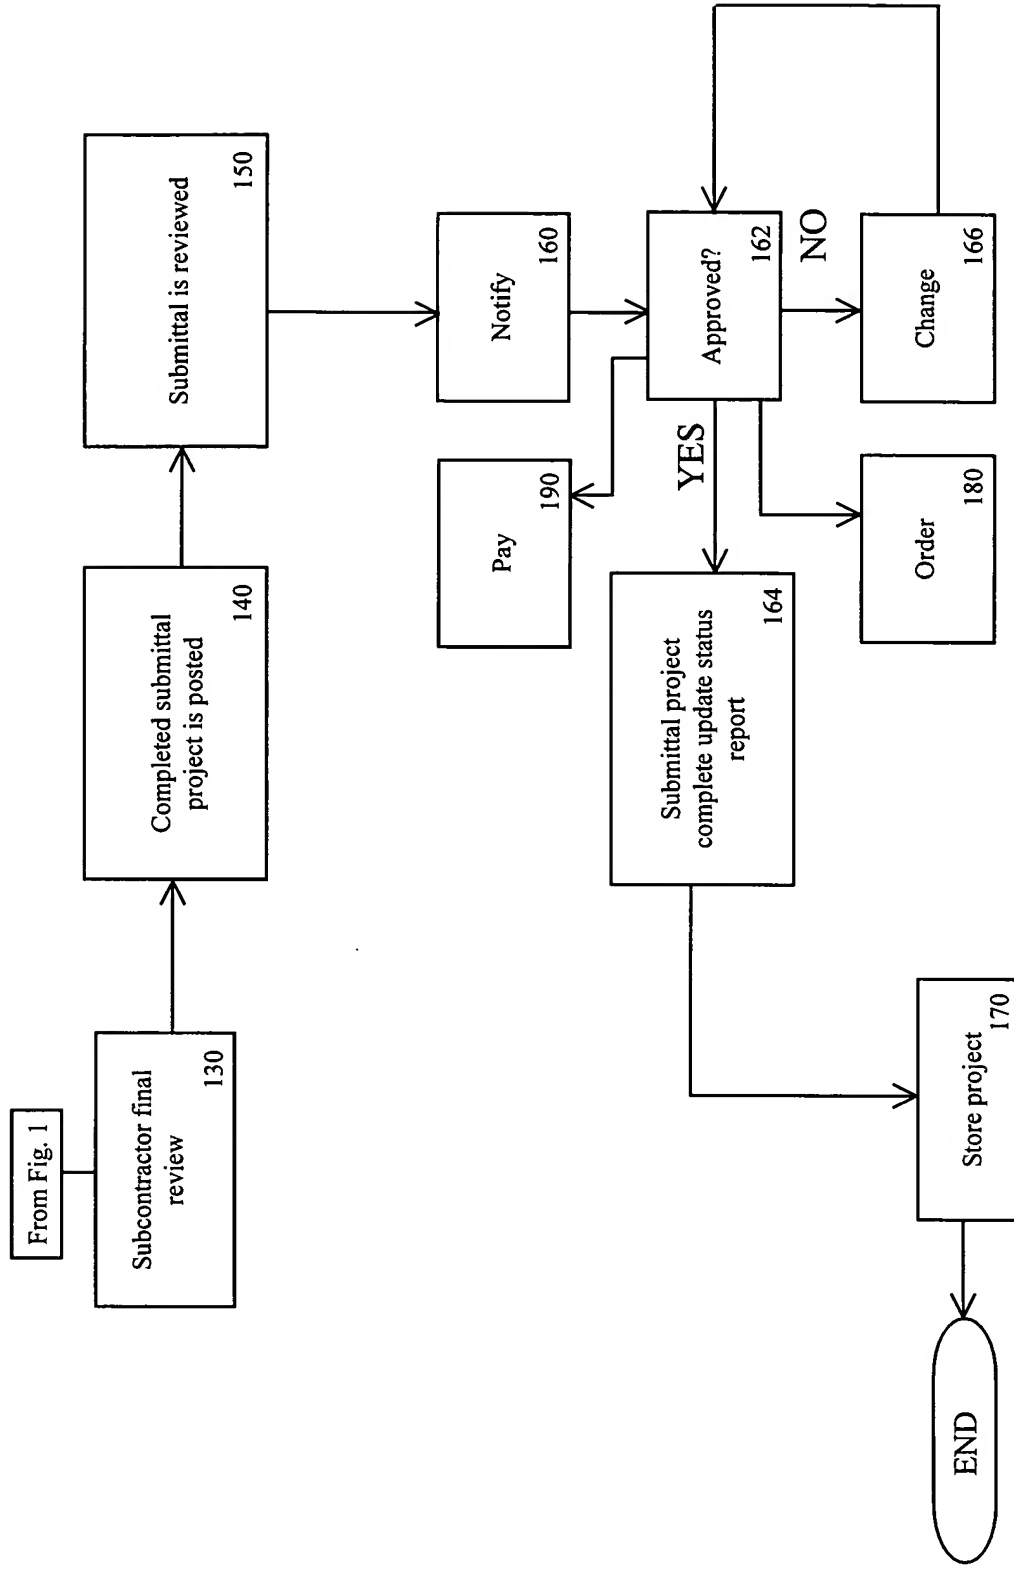 From Fig. 1
Subcontractor final
review
130
Completed submittal
project is posted
140
Submittal is reviewed
150
Notify
160
Pay
190
Approved?
162
YES
NO
Submittal project
complete update status
report
164
Order
180
Change
166
Store project
170
END